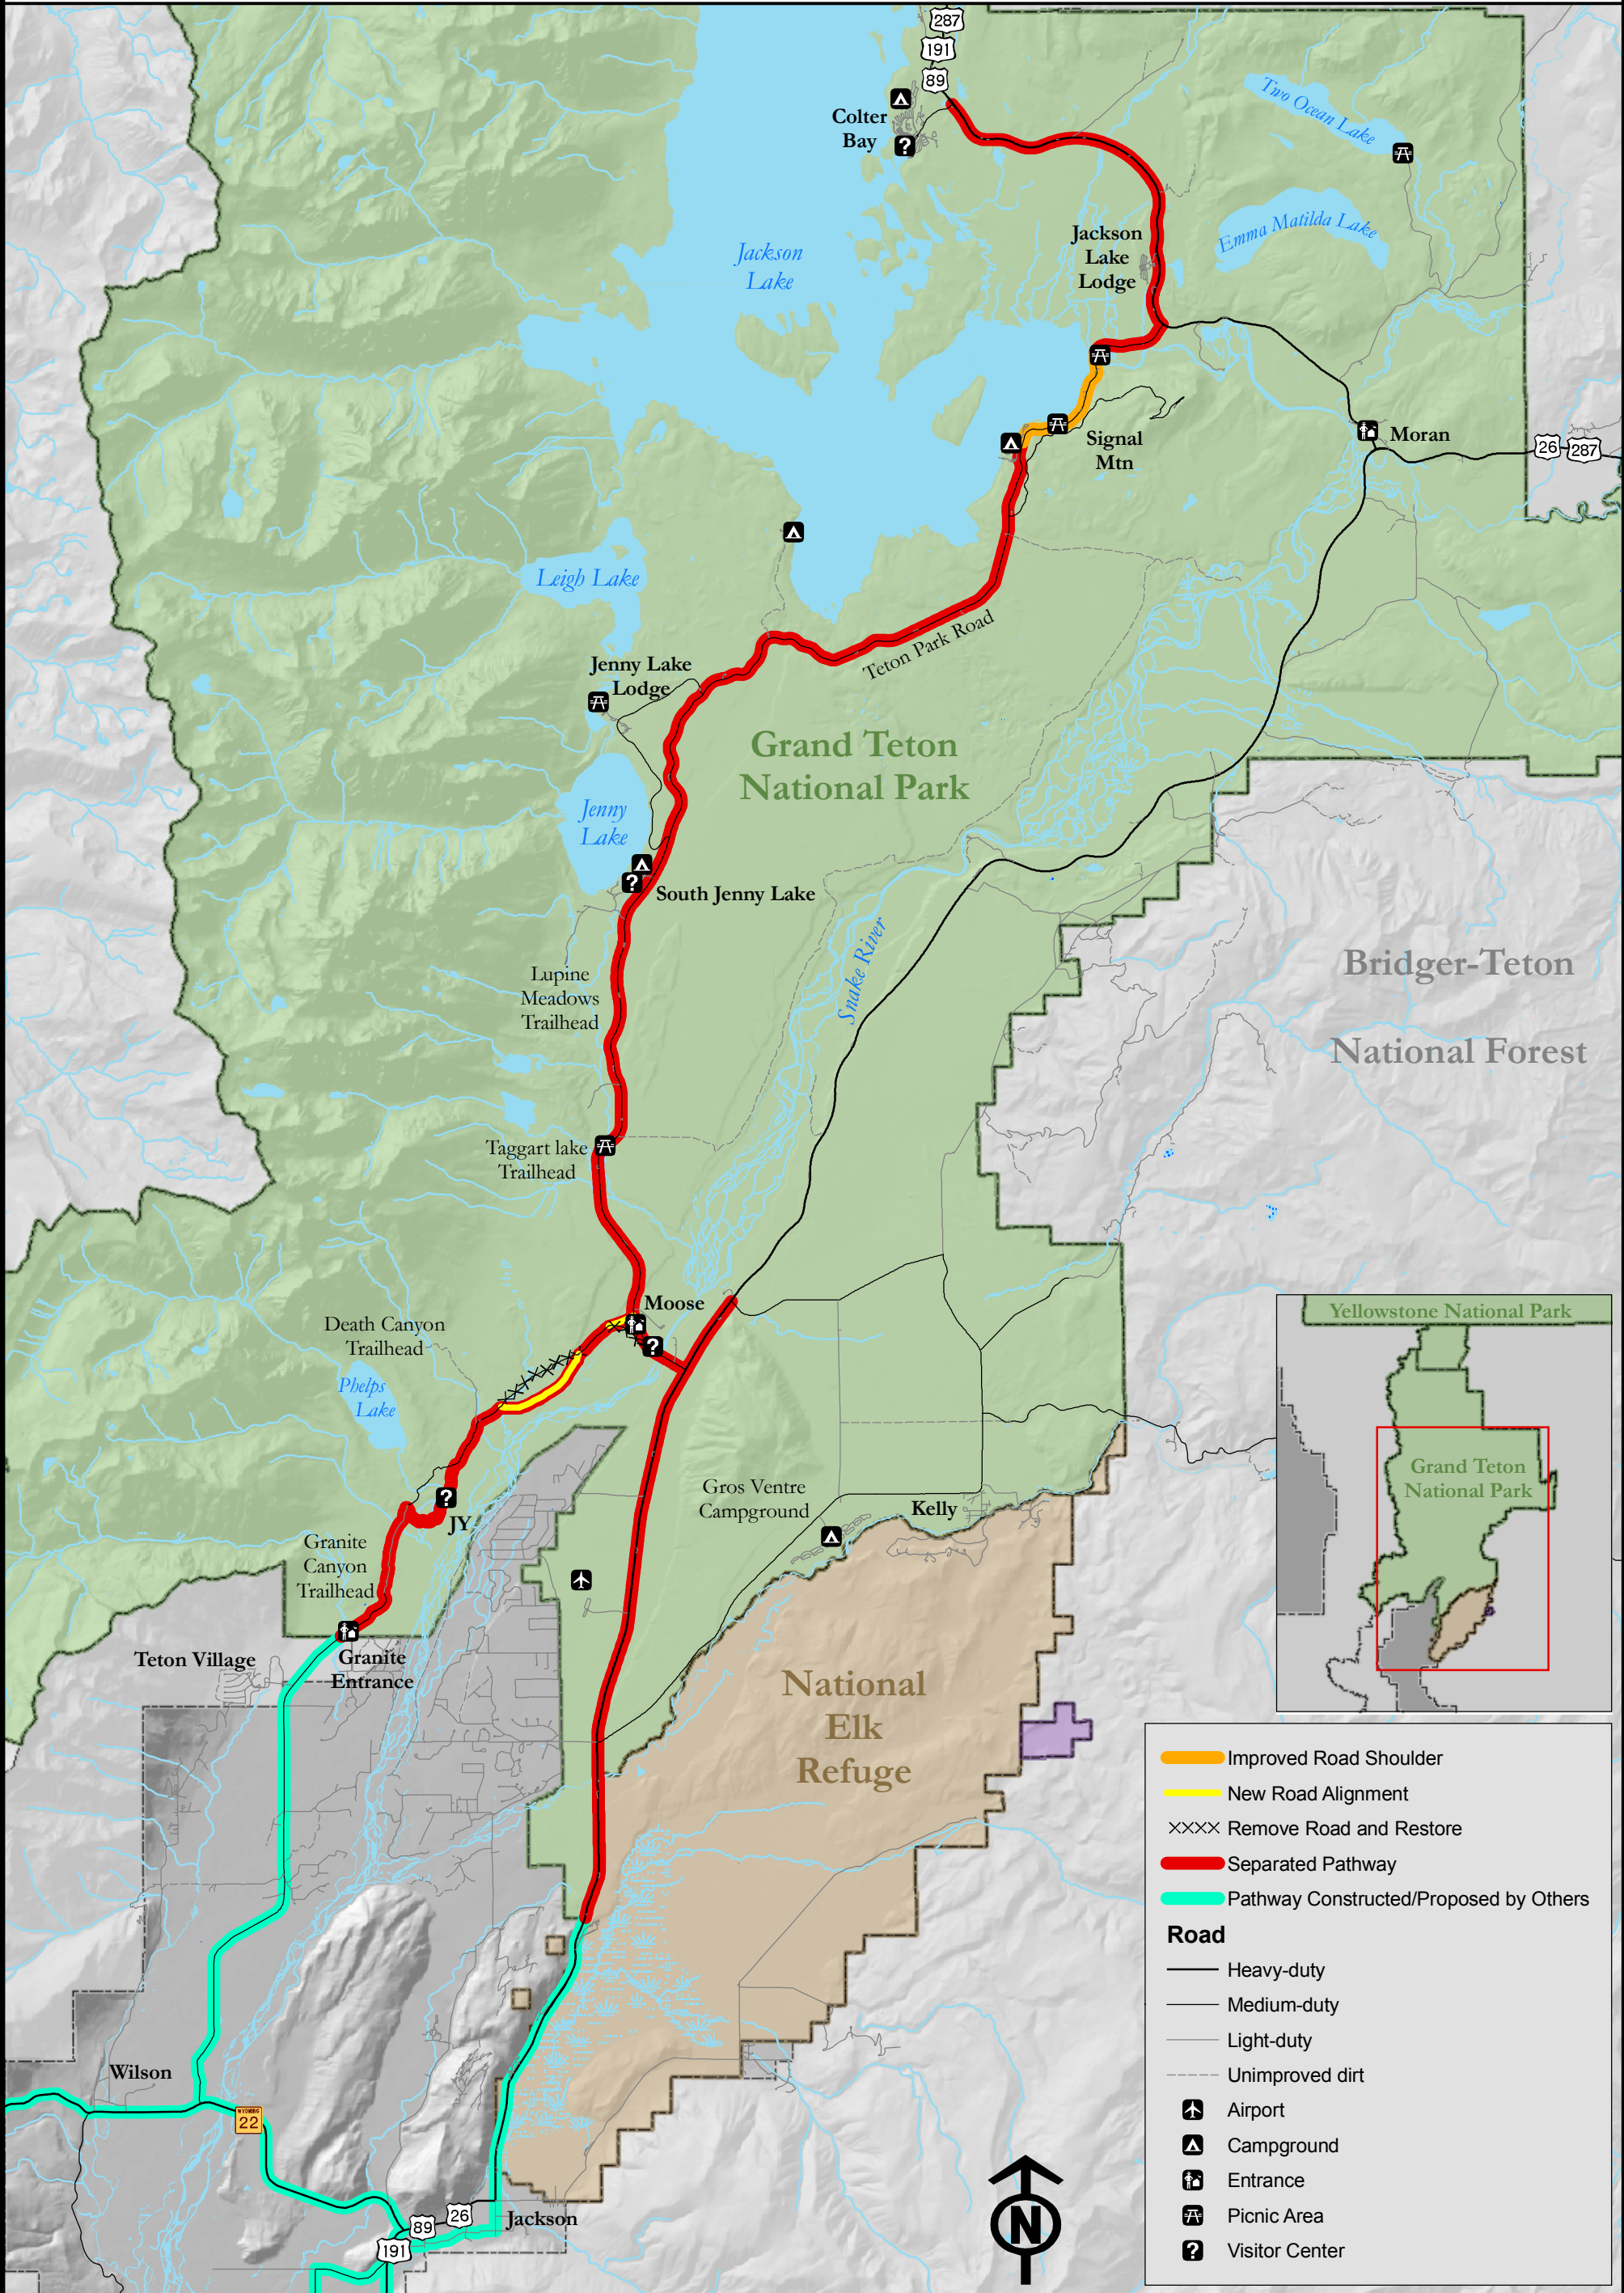 287
191
89
Colter
Bay
Two Ocean Lake
Emma Matilda Lake
Jackson
Lake
Lodge
Jackson
Lake
Signal
Mtn
Moran
26
287
Leigh Lake
Teton Park Road
Jenny Lake
Lodge
Grand Teton
National Park
Jenny
Lake
South Jenny Lake
Snake River
Lupine
Meadows
Trailhead
Bridger-Teton
National Forest
Taggart lake
Trailhead
Moose
Death Canyon
Trailhead
Phelps
Lake
Gros Ventre
Campground
Kelly
JY
Granite
Canyon
Trailhead
Teton Village
Granite
Entrance
National
Elk
Refuge
Wilson
WYOMING
22
89
26
191
Jackson
N
Yellowstone National Park
Grand Teton
National Park
Improved Road Shoulder
New Road Alignment
Remove Road and Restore
Separated Pathway
Pathway Constructed/Proposed by Others
Road
Heavy-duty
Medium-duty
Light-duty
Unimproved dirt
Airport
Campground
Entrance
Picnic Area
? Visitor Center